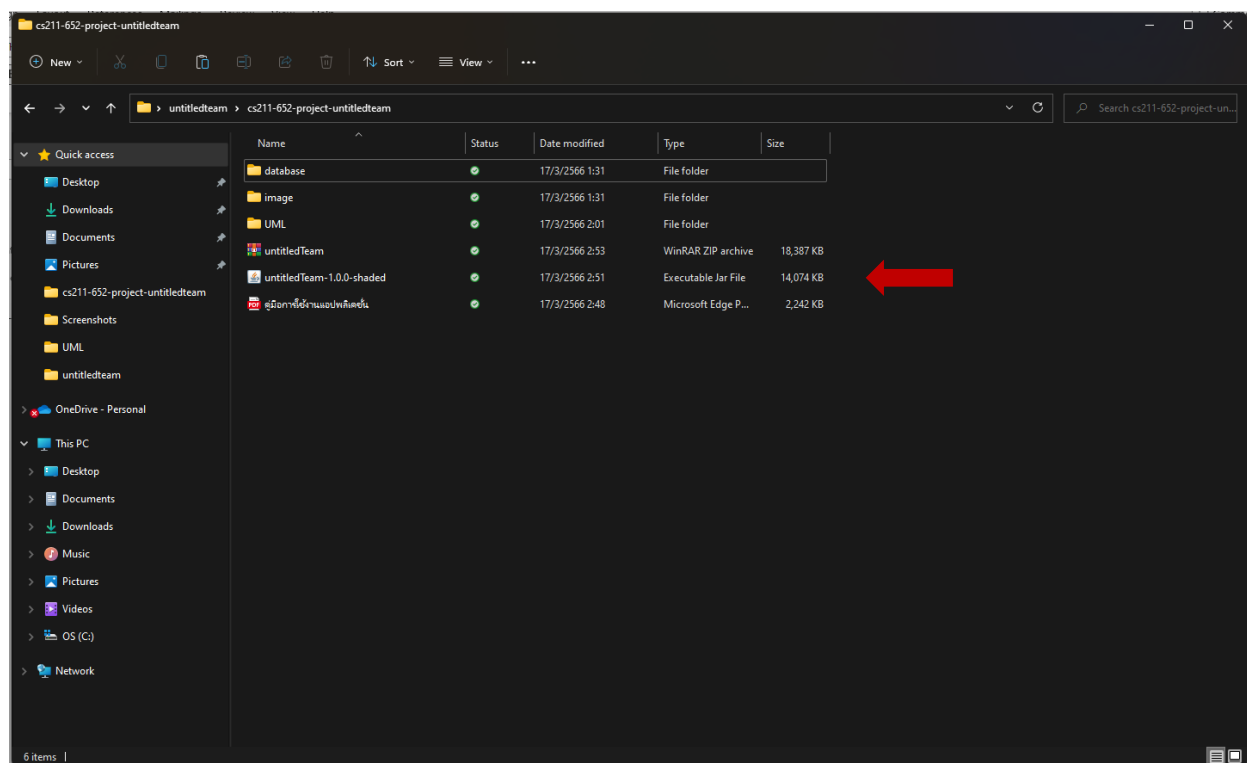 cs211-652-project-untitledteam
New
Sort
View
untitledteam > cs211-652-project-untitledteam
Search cs211-652-project-un...
Name Status Date modified Type Size
Quick access
Desktop
Downloads
Documents
Pictures
cs211-652-project-untitledteam
Screenshots
UML
untitledteam
OneDrive - Personal
This PC
Desktop
Documents
Downloads
Music
Pictures
Videos
OS (C:)
Network
database 17/3/2566 1:31 File folder
image 17/3/2566 1:31 File folder
UML 17/3/2566 2:01 File folder
untitledTeam 17/3/2566 2:53 WinRAR ZIP archive 18,387 KB
untitledTeam-1.0.0-shaded 17/3/2566 2:51 Executable Jar File 14,074 KB
PDF คู่มือการใช้งานแอปพลิเคชั่น 17/3/2566 2:48 Microsoft Edge P... 2,242 KB
6 items